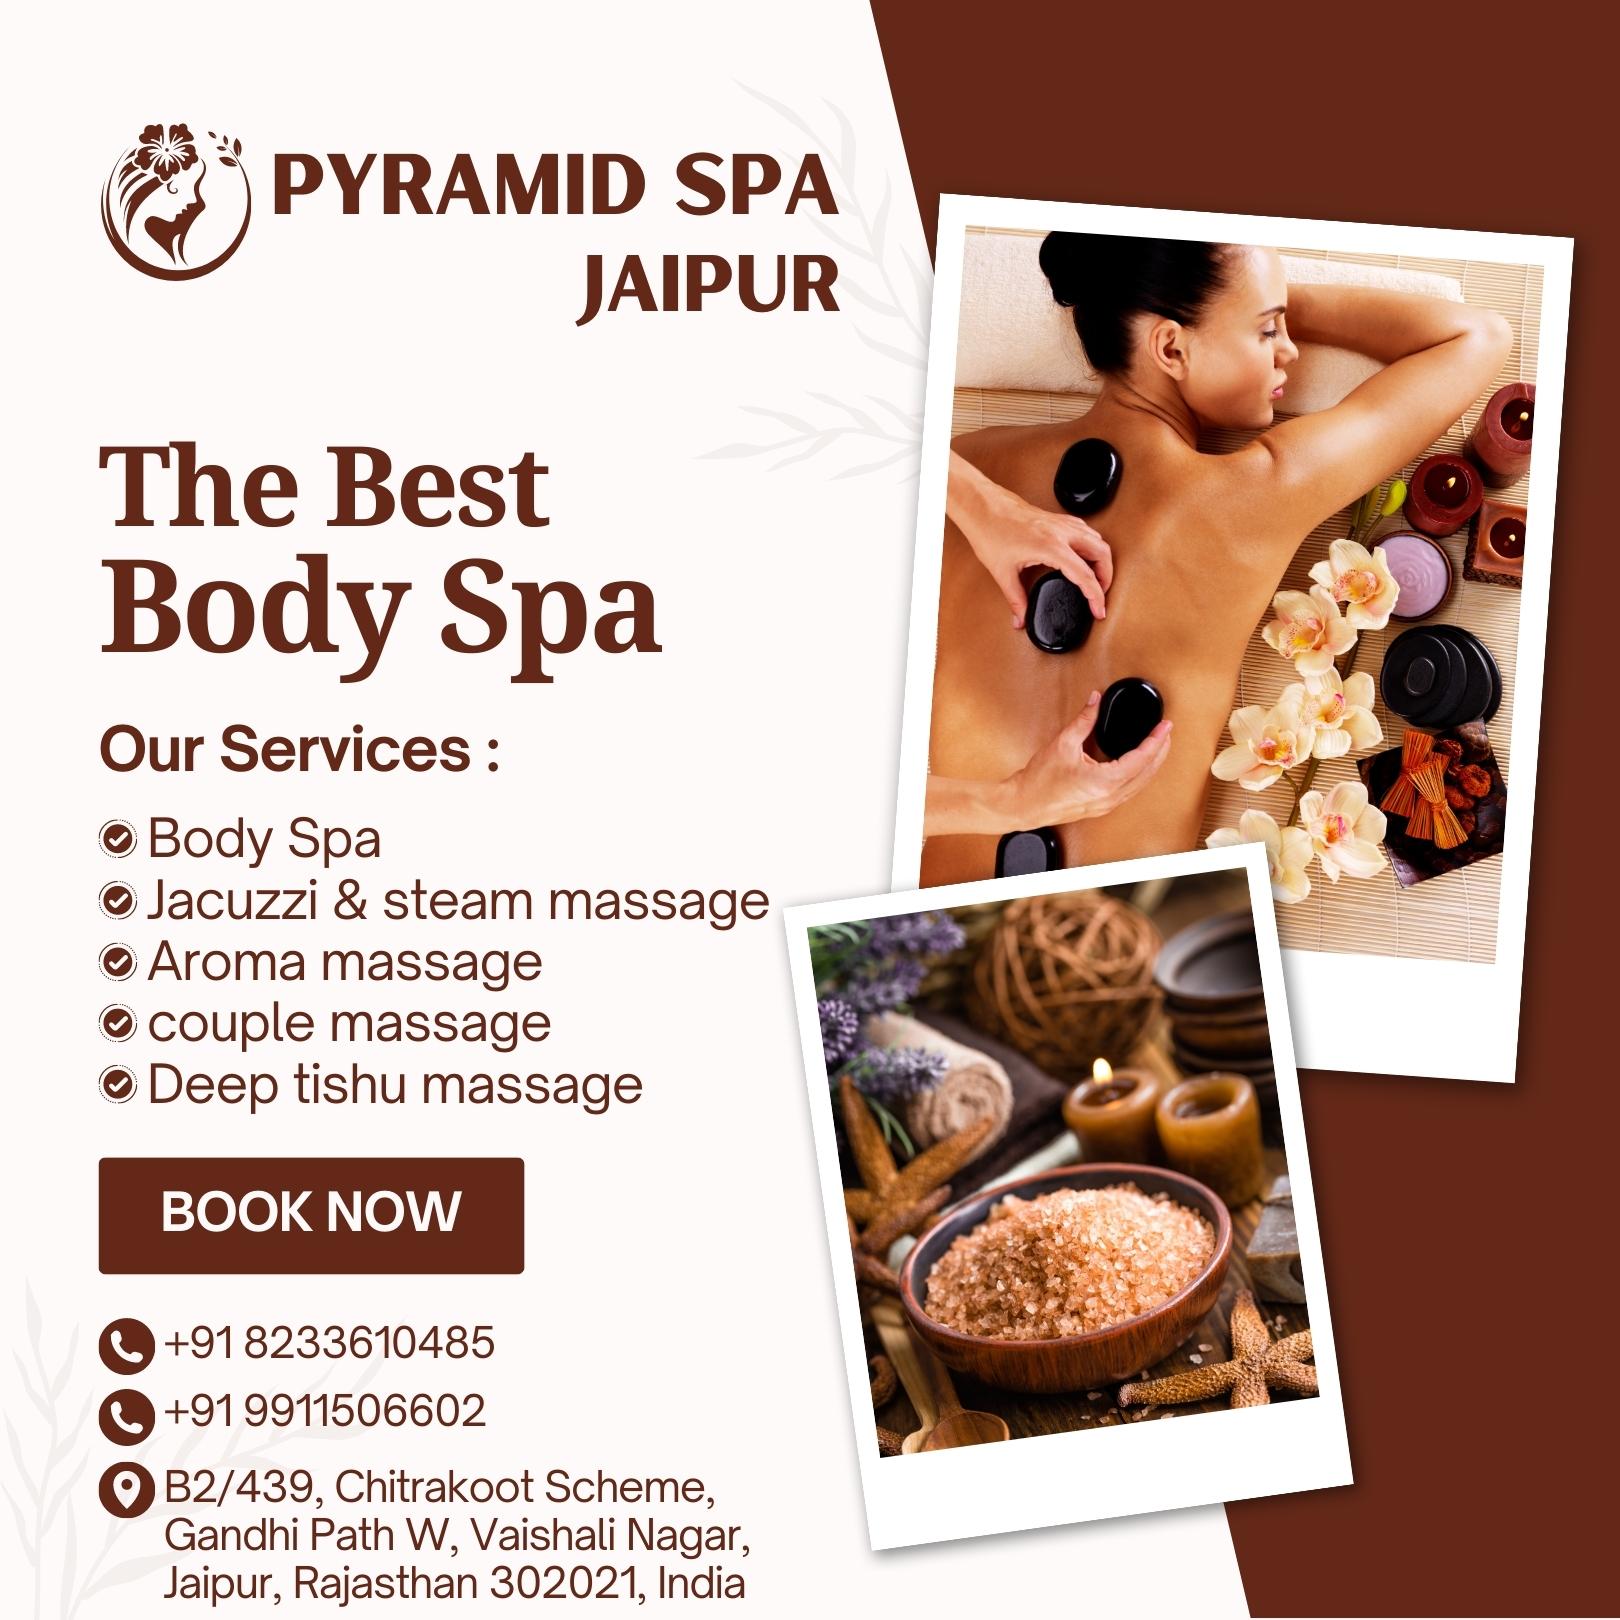 PYRAMID SPA
JAIPUR
The Best
Body Spa
Our Services :
Body Spa
Jacuzzi & steam massage
Aroma massage
couple massage
Deep tishu massage
BOOK NOW
+91 8233610485
+91 9911506602
B2/439, Chitrakoot Scheme,
Gandhi Path W, Vaishali Nagar,
Jaipur, Rajasthan 302021, India